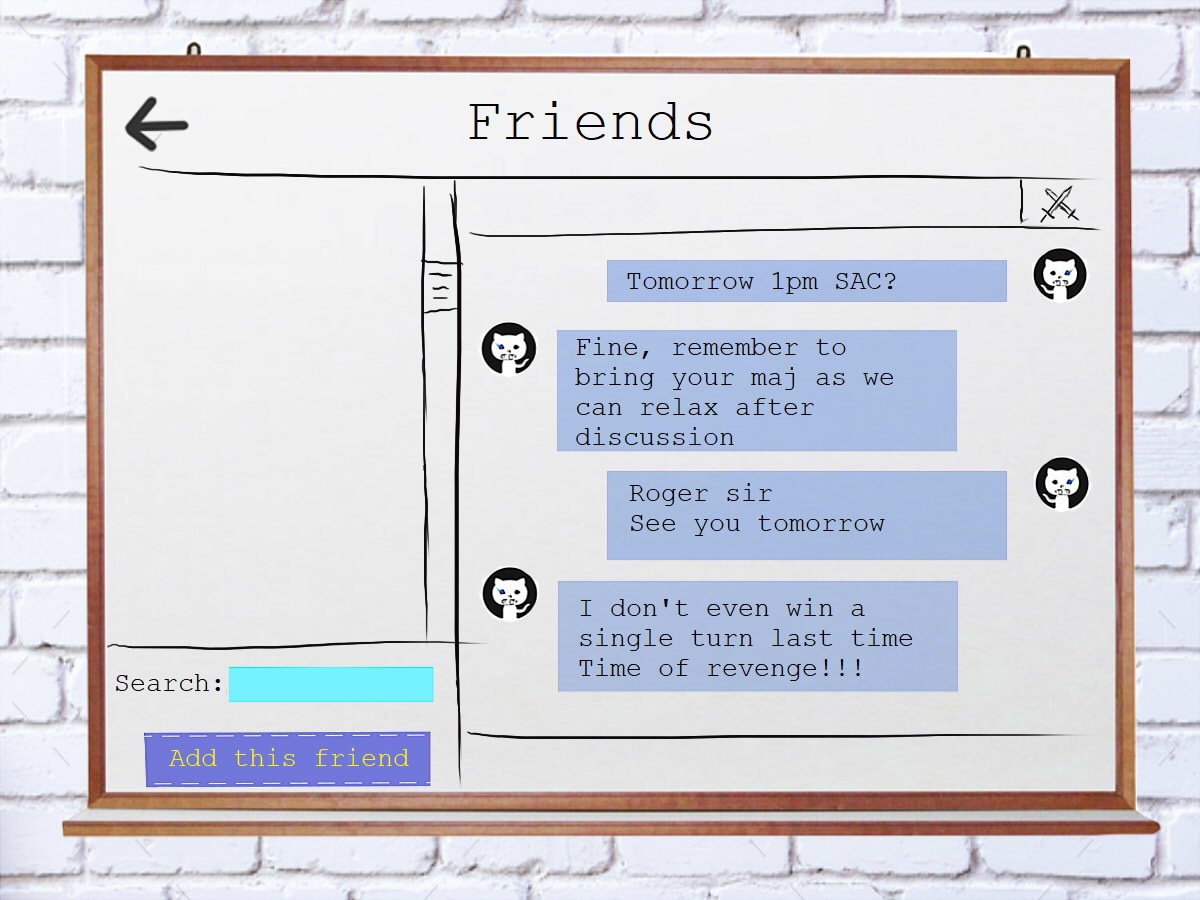 Friends
Tomorrow 1pm SAC?
Fine, remember to
bring your maj as we
can relax after
discussion
Roger sir
See you tomorrow
I don't even win a
single turn last time
Time of revenge!!!
Search:
Add this friend